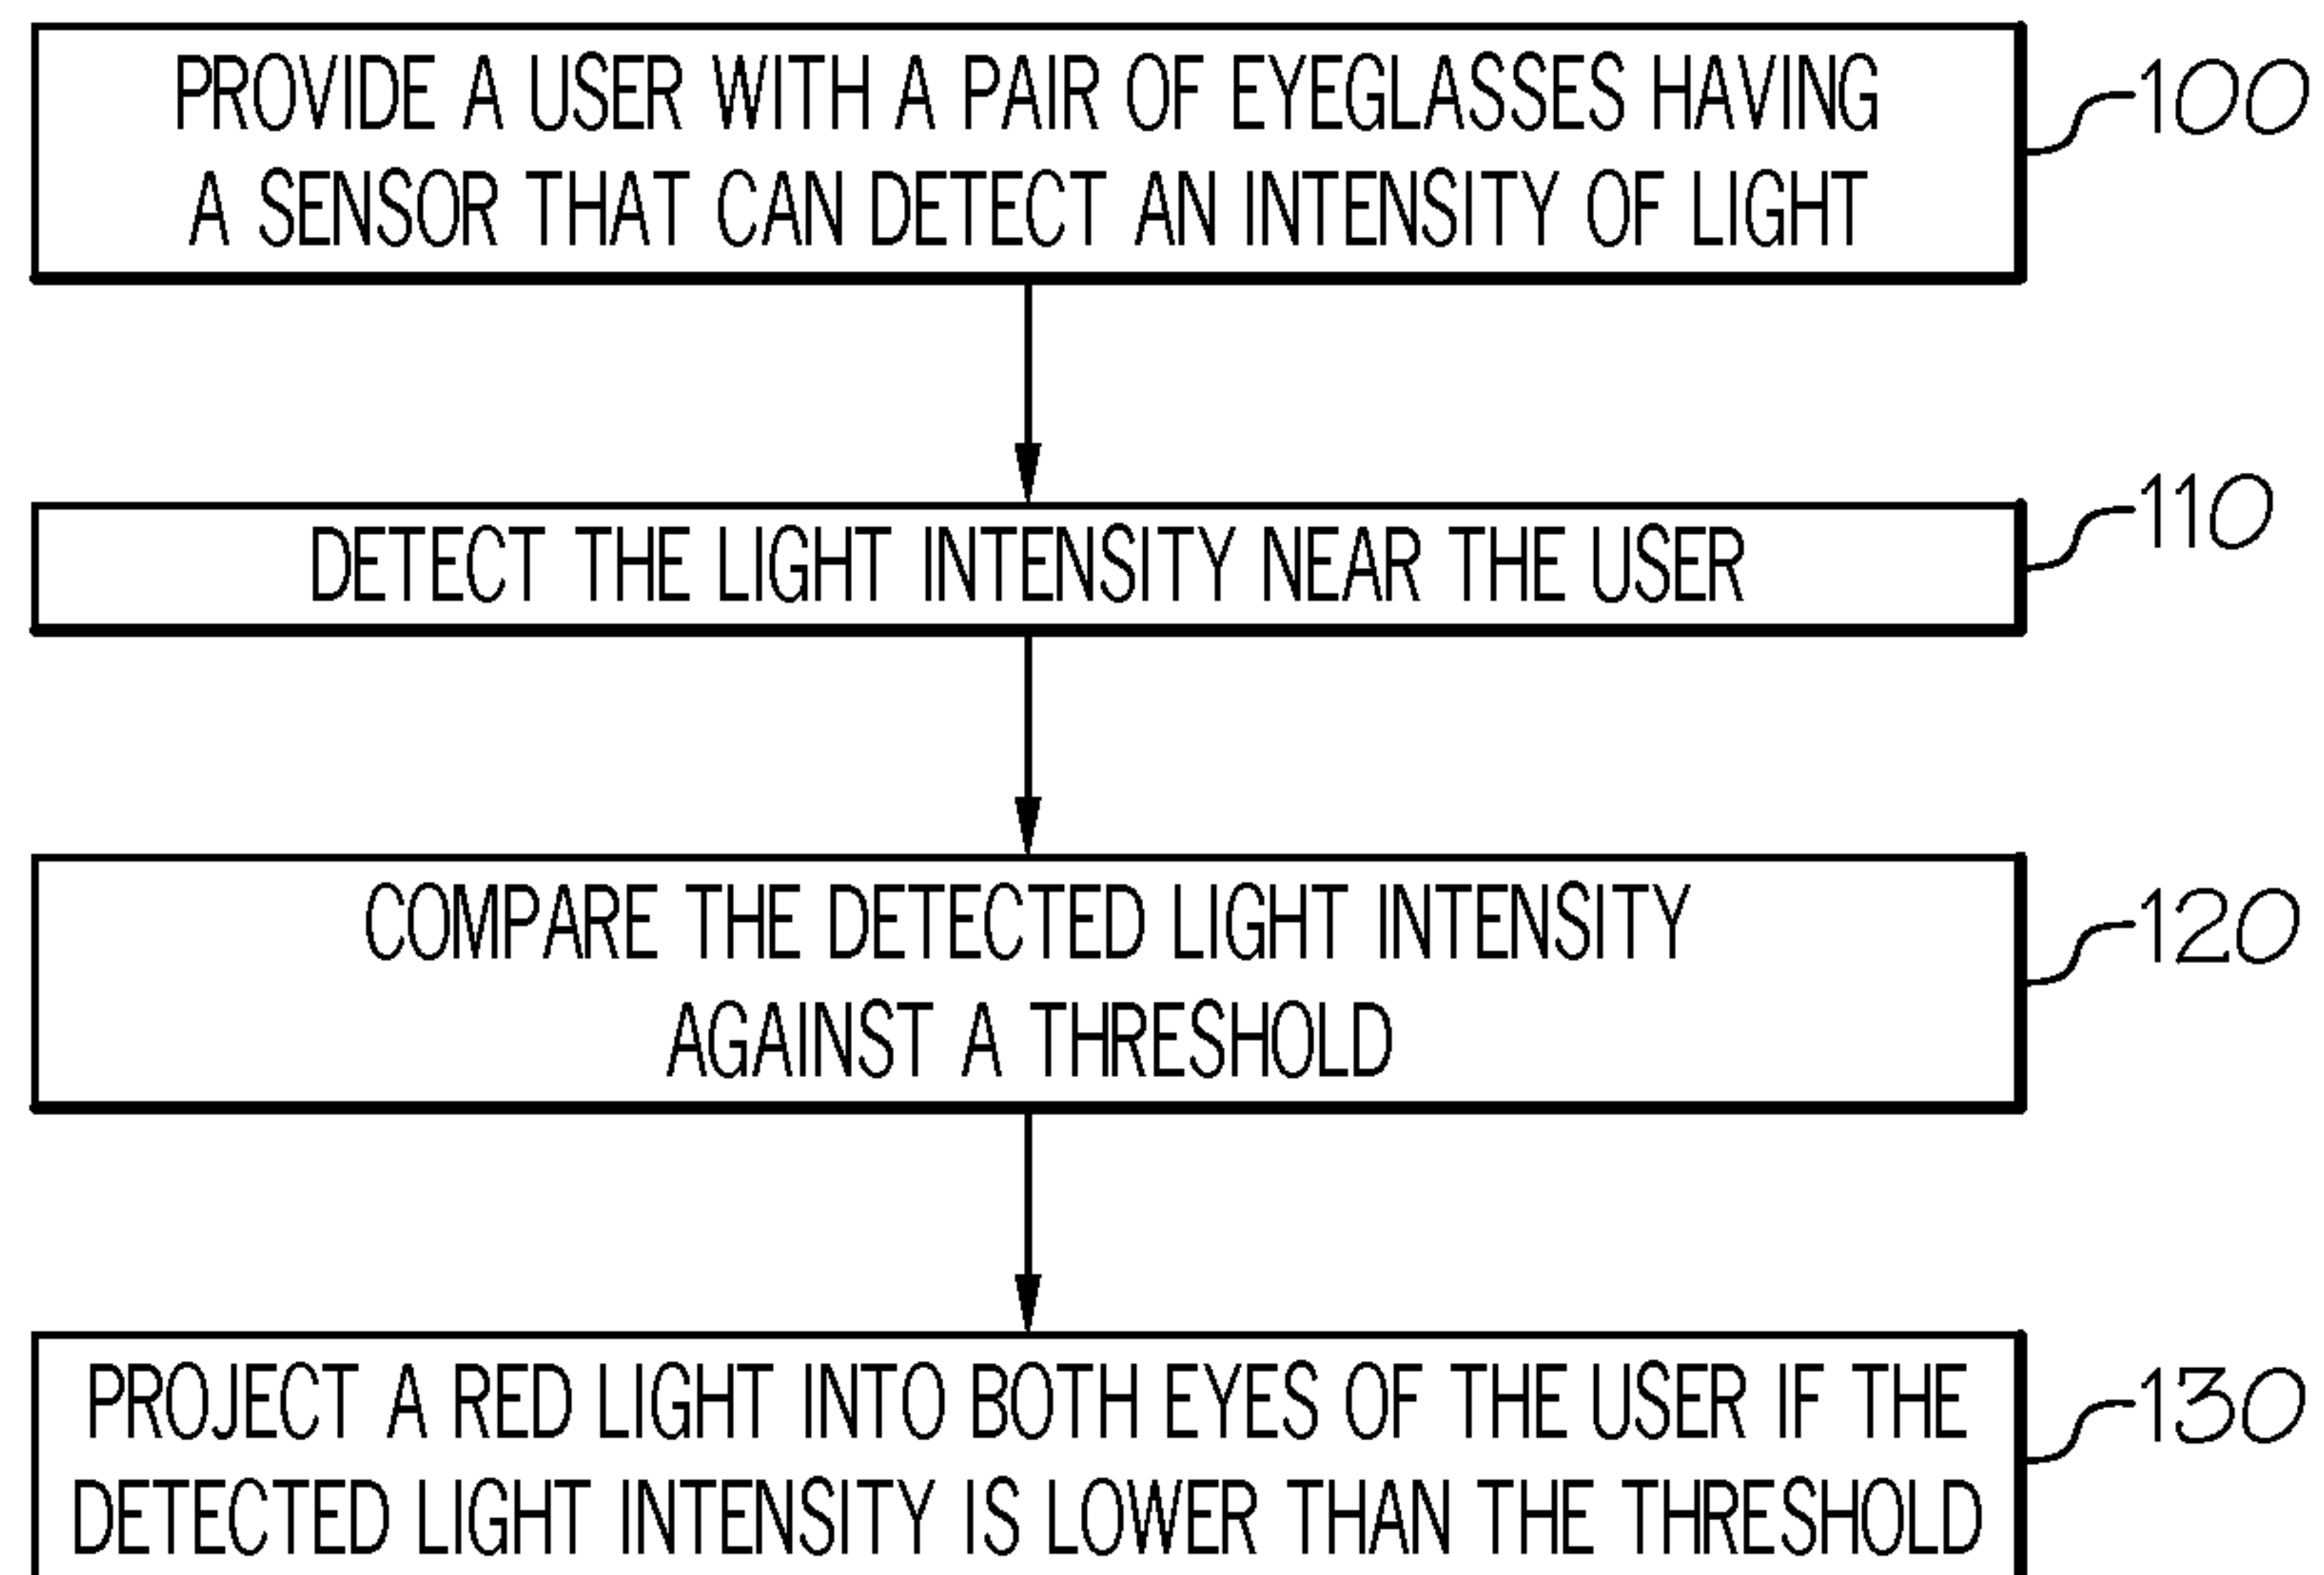 PROVIDE A USER WITH A PAIR OF EYEGLASSES HAVING
A SENSOR THAT CAN DETECT AN INTENSITY OF LIGHT
100
DETECT THE LIGHT INTENSITY NEAR THE USER
110
COMPARE THE DETECTED LIGHT INTENSITY
AGAINST A THRESHOLD
120
PROJECT A RED LIGHT INTO BOTH EYES OF THE USER IF THE
DETECTED LIGHT INTENSITY IS LOWER THAN THE THRESHOLD
130